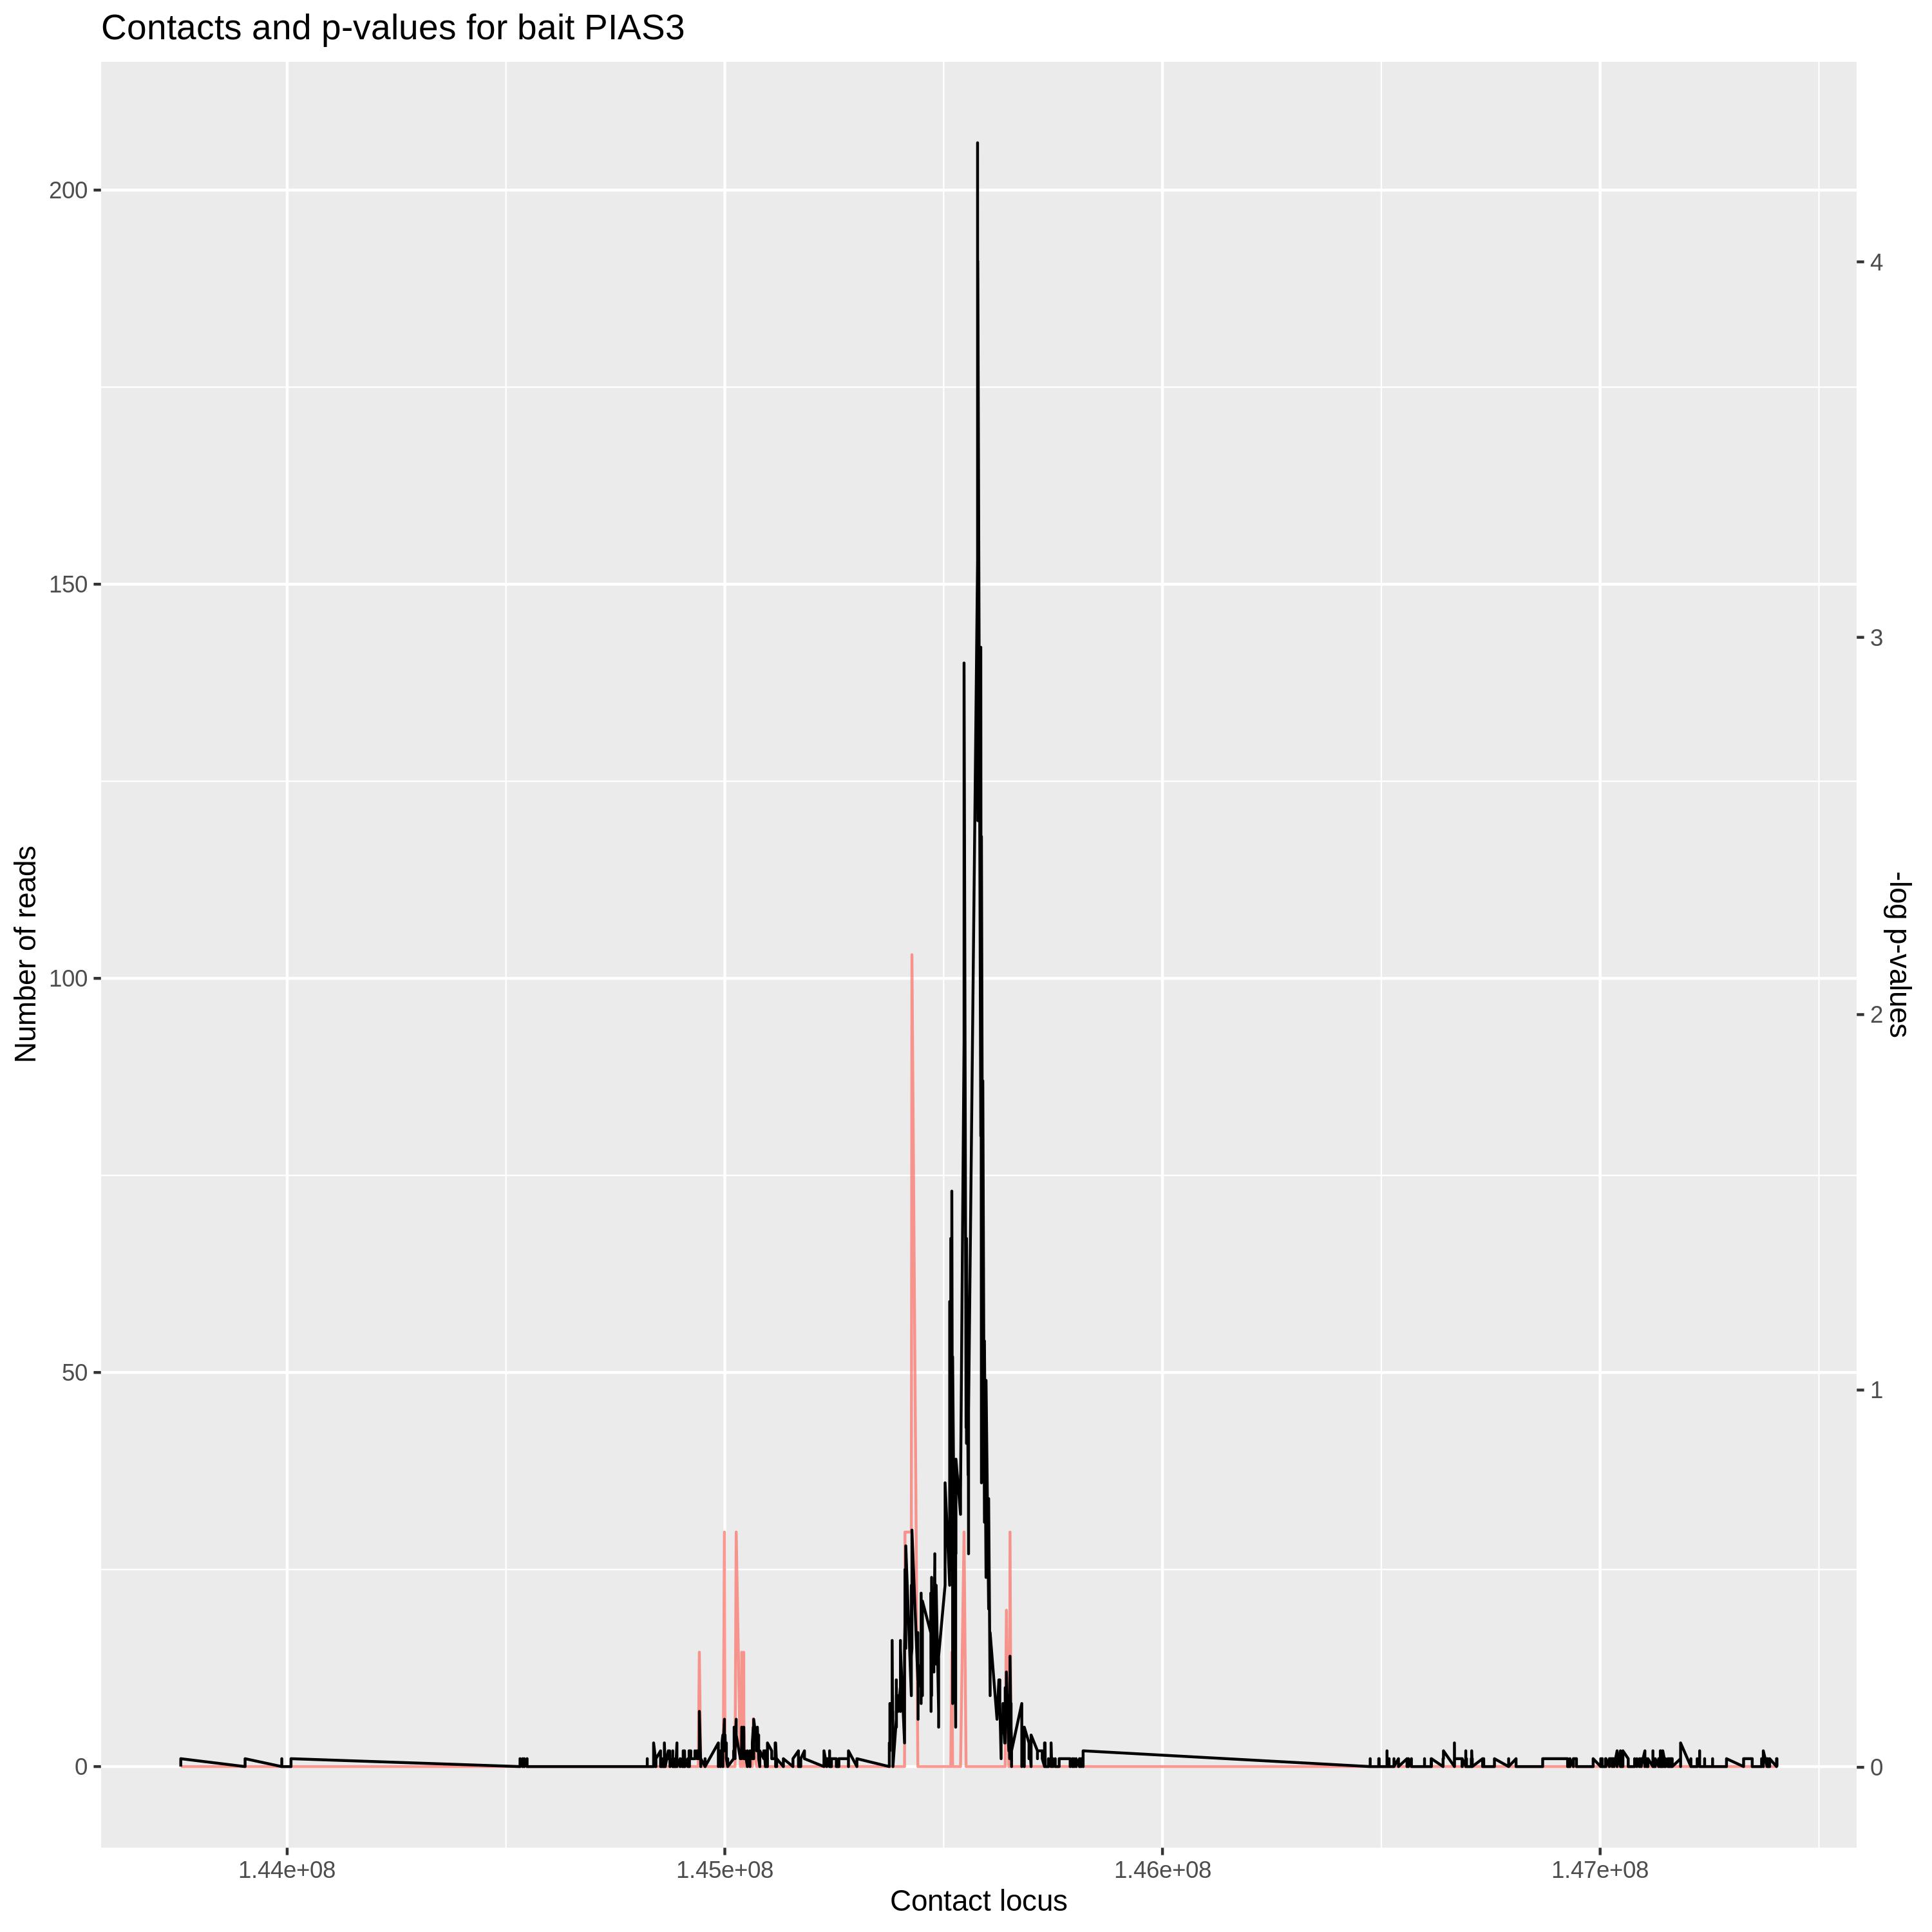 Contacts and p-values for bait PIAS3
200
150
100
50
0
4
3
2
1
0
Number of reads
-log p-values
1.44e+08
1.45e+08
1.46e+08
1.47e+08
Contact locus